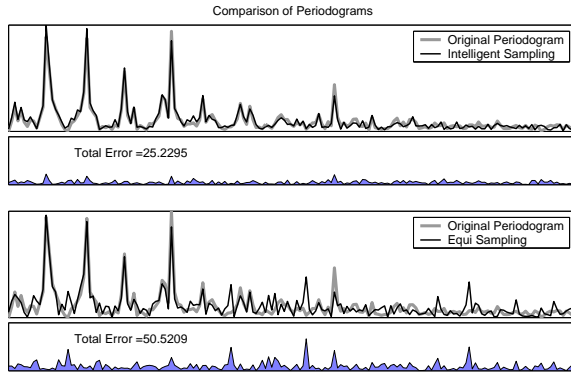 Comparison of Periodograms
Original Periodogram
Intelligent Sampling
Total Error =25.2295
Original Periodogram
Equi Sampling
Total Error =50.5209